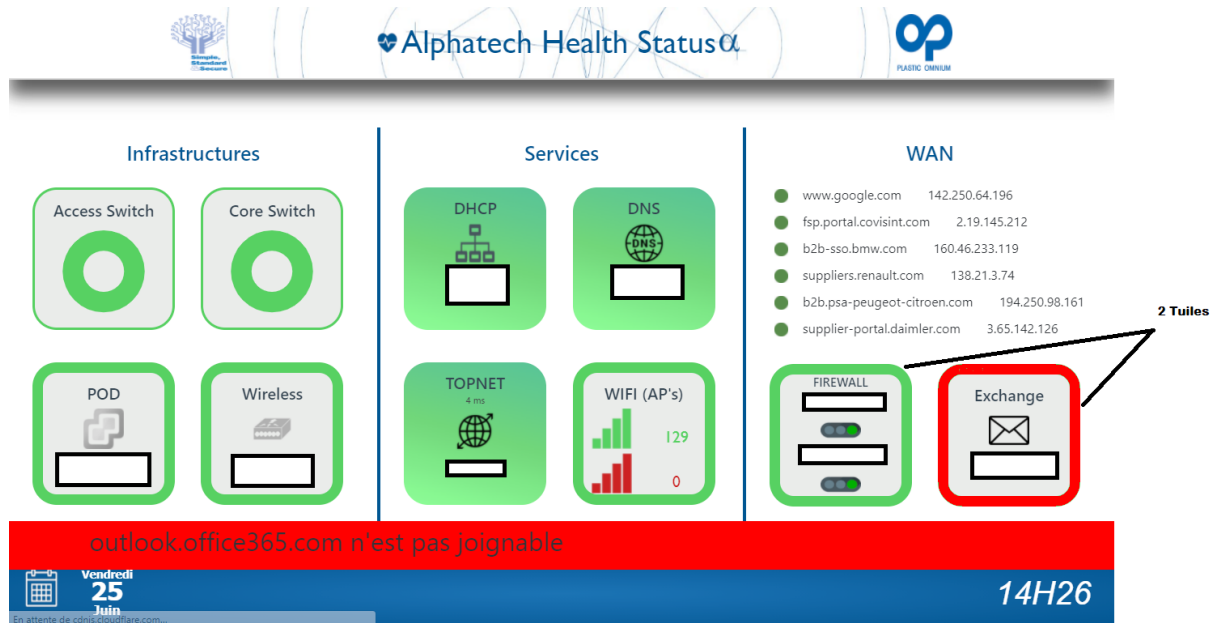 Simple,
Standard
&Secure
Alphatech Health Status α
PLASTIC OMNIUM
Infrastructures
Services
WAN
Access Switch
Core Switch
DHCP
DNS
DNS
www.google.com 142.250.64.196
fsp.portal.covisint.com 2.19.145.212
b2b-sso.bmw.com 160.46.233.119
suppliers.renault.com 138.21.3.74
b2b.psa-peugeot-citroen.com 194.250.98.161
supplier-portal.daimler.com 3.65.142.126
2 Tuiles
POD
Wireless
TOPNET
4 ms
WIFI (AP's)
129
0
FIREWALL
Exchange
outlook.office365.com n'est pas joignable
Vendredi
25
Juin
14H26
En attente de cdnjs.cloudflare.com...